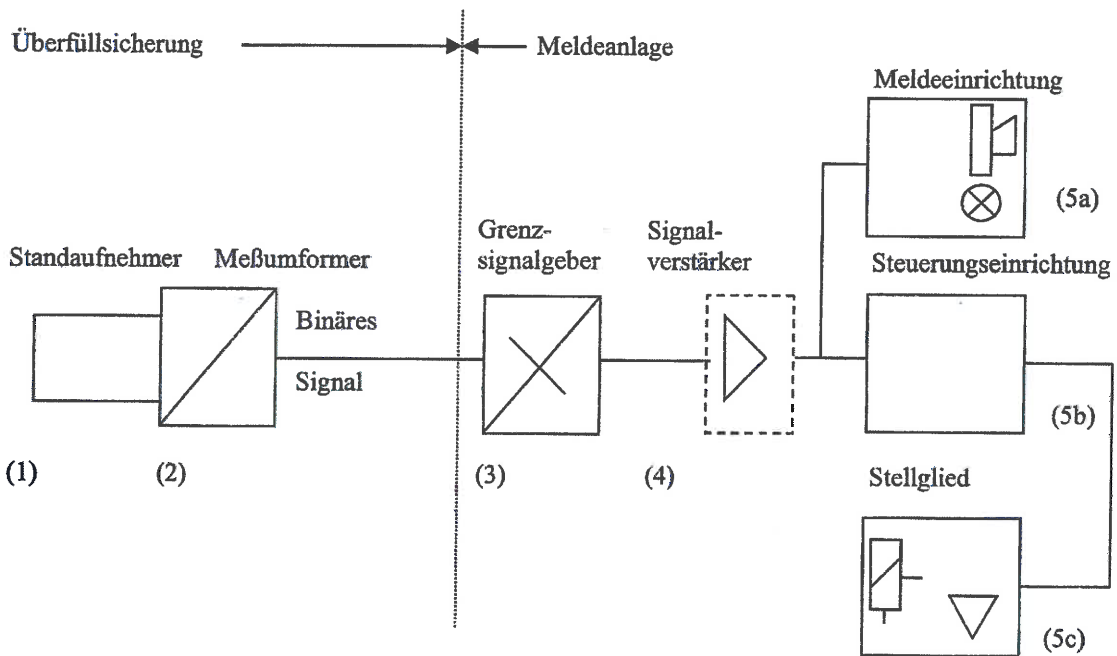 Überfüllsicherung
Meldeanlage
Meldeeinrichtung
(5a)
Grenz-
signalgeber
Signal-
verstärker
Standaufnehmer
Meßumformer
Steuerungseinrichtung
Binäres
Signal
(5b)
(1)
(2)
(3)
(4)
Stellglied
(5c)